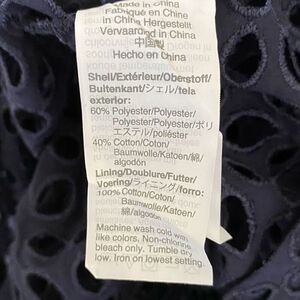 Made in China
Fabriqué en China
in China Hergestellt
Vervaardd in China
中国製
Hecho en China
Shell/Extérieur/Oberstoff/
Buitenkant/シェル/tela
exterior:
60% Polyester/Polyester/
Polyester/Polyester/ポリ
エステル/poliéster
40% Cotton/Coton/
Baumwolle/Katoen/綿/
algodón
Lining/Doublure/Futter/
Voering/ライニング/forro:
100% Cotton/Coton/
Baumwolle/Katoen/
綿/algodón
Machine wash cold with
like colors. Non-chlorine
bleach only. Tumble dry
low. Iron on lowest setting.